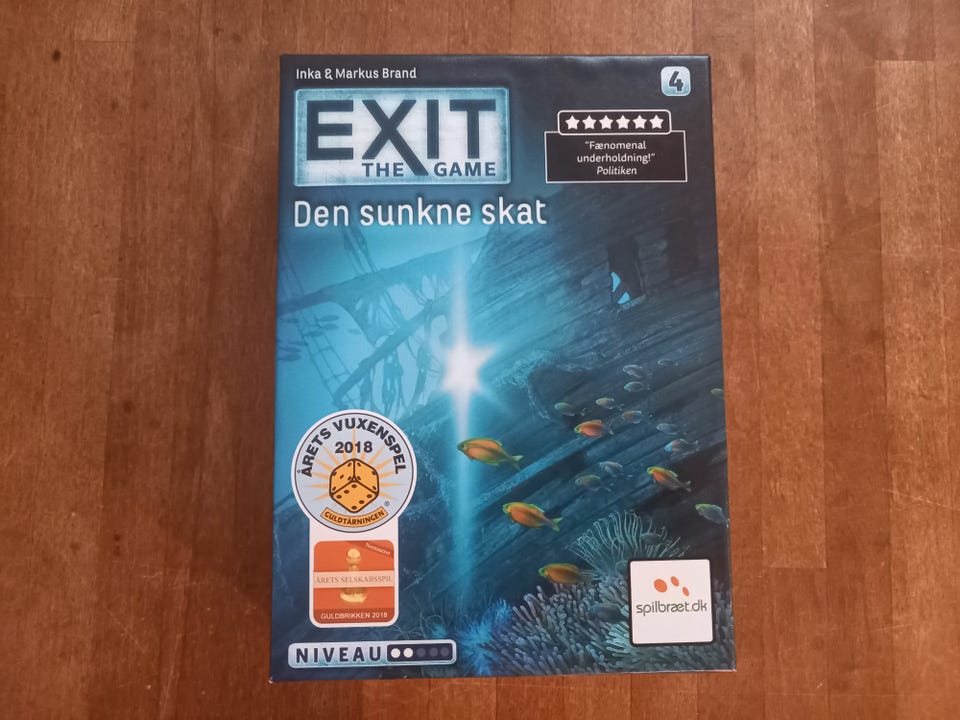 Inka & Markus Brand
4
EXIT
THE GAME
"Fænomenal
underholdning!"
Politiken
Den sunkne skat
ÅRETS VUXENSPEL
2018
GULDTÄRNINGEN
®
Nomineret
ÅRETS SELSKABSSPIL
GULDBRIKKEN 2018
spilbræt.dk
NIVEAU